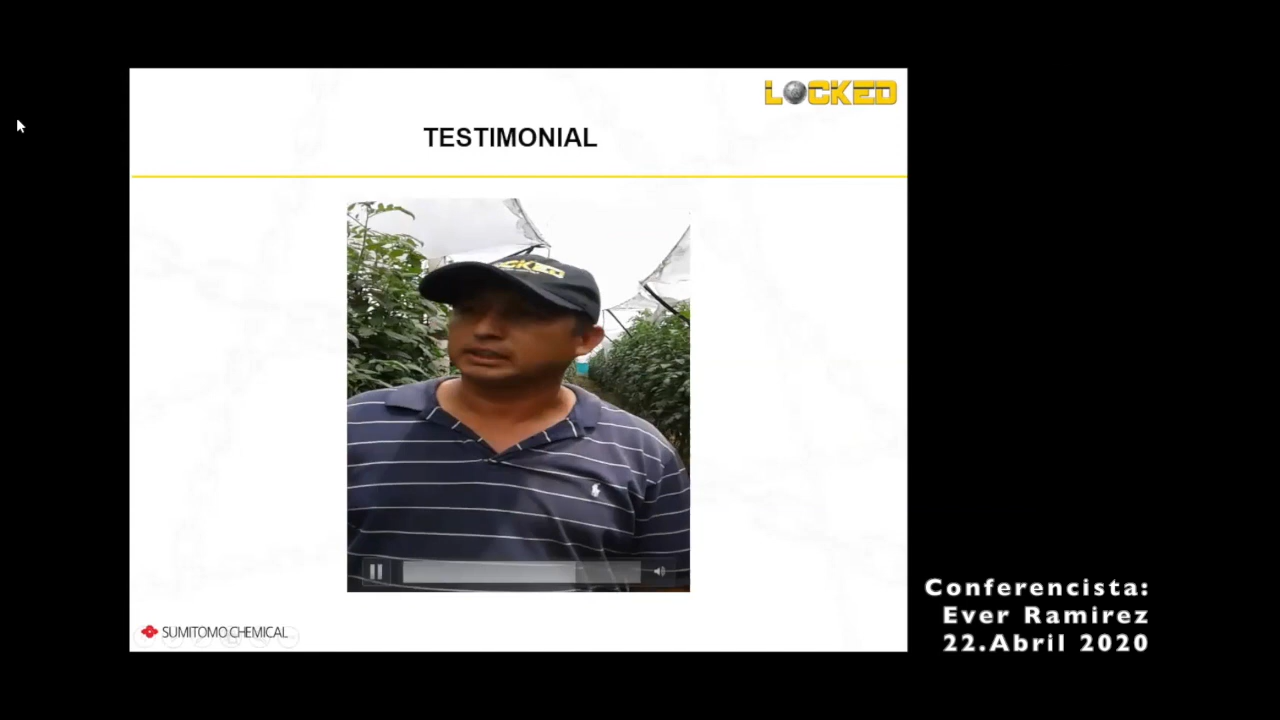 LOCKED
TESTIMONIAL
SUMITOMO CHEMICAL
Conferencista:
Ever Ramirez
22.Abril 2020